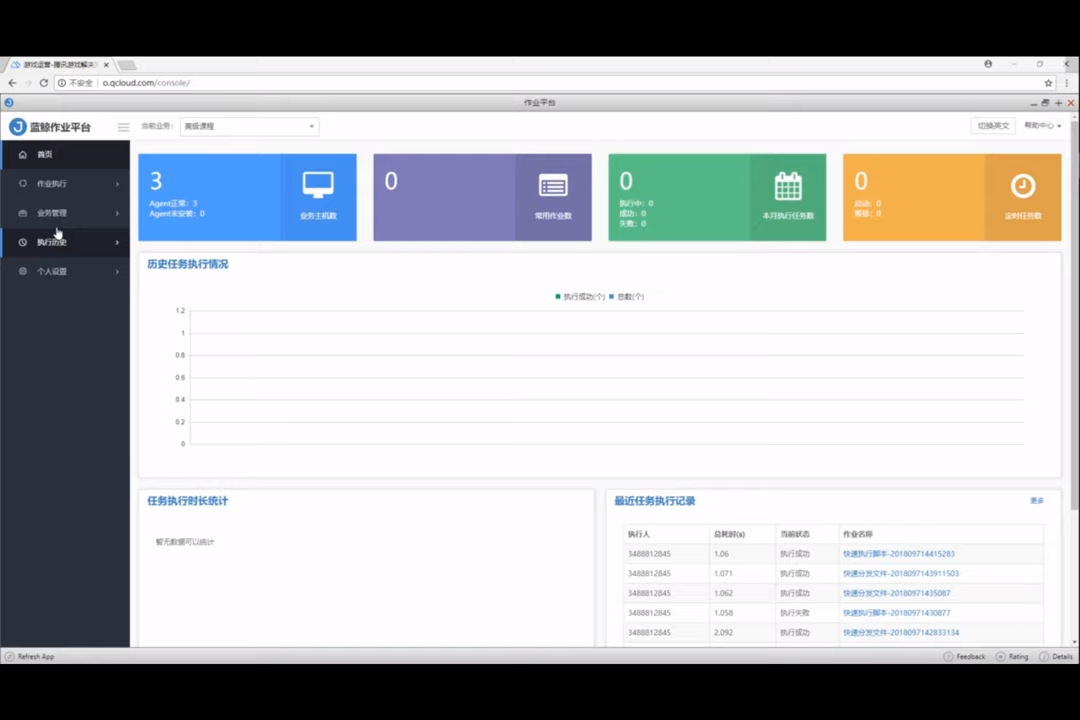 游戏运营-腾讯游戏解决
不安全 o.qcloud.com/console/
作业平台
蓝鲸作业平台
当前业务: 高级课程
切换英文 帮助中心
首页
作业执行
业务管理
执行历史
个人设置
3
Agent正常: 3
Agent未安装: 0
业务主机数
0
常用作业数
0
执行中: 0
成功: 0
失败: 0
本月执行任务数
0
启动: 0
暂停: 0
定时任务数
历史任务执行情况
执行成功(个) 总数(个)
1.2
1
0.8
0.6
0.4
0.2
0
任务执行时长统计
暂无数据可以统计
最近任务执行记录 更多
执行人 总耗时(s) 当前状态 作业名称
3488812845 1.06 执行成功 快速执行脚本-201809714415283
3488812845 1.071 执行成功 快速分发文件-2018097143911503
3488812845 1.062 执行成功 快速分发文件-20180971435087
3488812845 1.058 执行失败 快速执行脚本-20180971430877
3488812845 2.092 执行成功 快速分发文件-2018097142833134
Refresh App
Feedback Rating Details